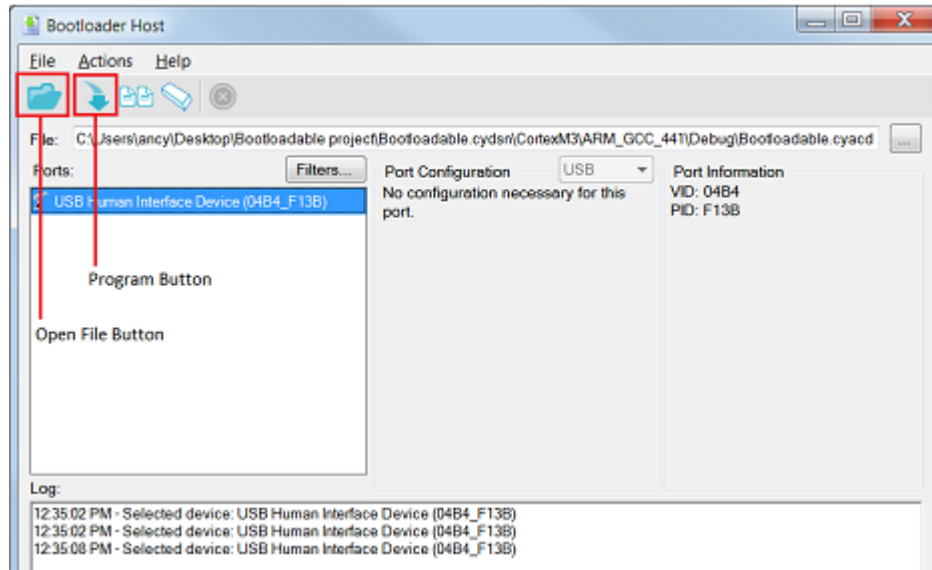 Bootloader Host
File Actions Help
File: C:\Users\ancy\Desktop\Bootloadable project\Bootloadable.cydsn\CortexM3\ARM_GCC_441\Debug\Bootloadable.cyacd ...
Ports: Filters... Port Configuration USB Port Information
USB Human Interface Device (04B4_F13B) No configuration necessary for this VID: 04B4
port. PID: F13B
Program Button
Open File Button
Log:
12:35:02 PM - Selected device: USB Human Interface Device (04B4_F13B)
12:35:02 PM - Selected device: USB Human Interface Device (04B4_F13B)
12:35:08 PM - Selected device: USB Human Interface Device (04B4_F13B)